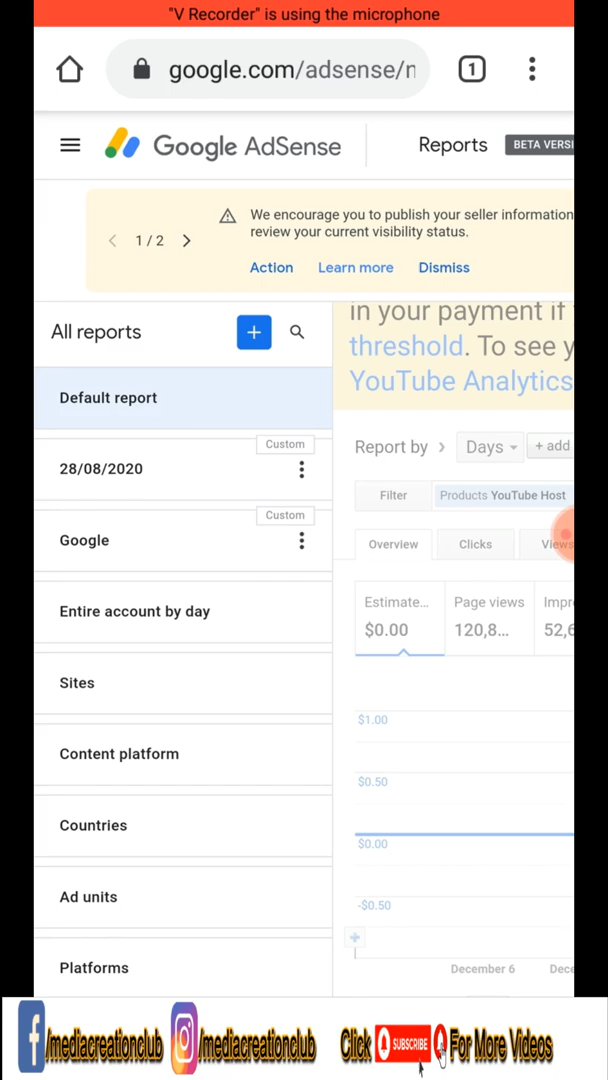 "V Recorder" is using the microphone
google.com/adsense/n
1
Google AdSense
Reports
BETA VERSI
1 / 2
We encourage you to publish your seller information
review your current visibility status.
Action
Learn more
Dismiss
All reports
+
in your payment if
threshold. To see y
YouTube Analytics
Default report
Custom
28/08/2020
Custom
Google
Entire account by day
Sites
Content platform
Countries
Ad units
Platforms
Report by
Days
+ add
Filter
Products YouTube Host
Overview
Clicks
Views
Estimate...
$0.00
Page views
120,8...
Impr
52,6
$1.00
$0.50
$0.00
-$0.50
+
December 6
Dece
f/mediacreationclub
/mediacreationclub
Click
SUBSCRIBE
For More Videos